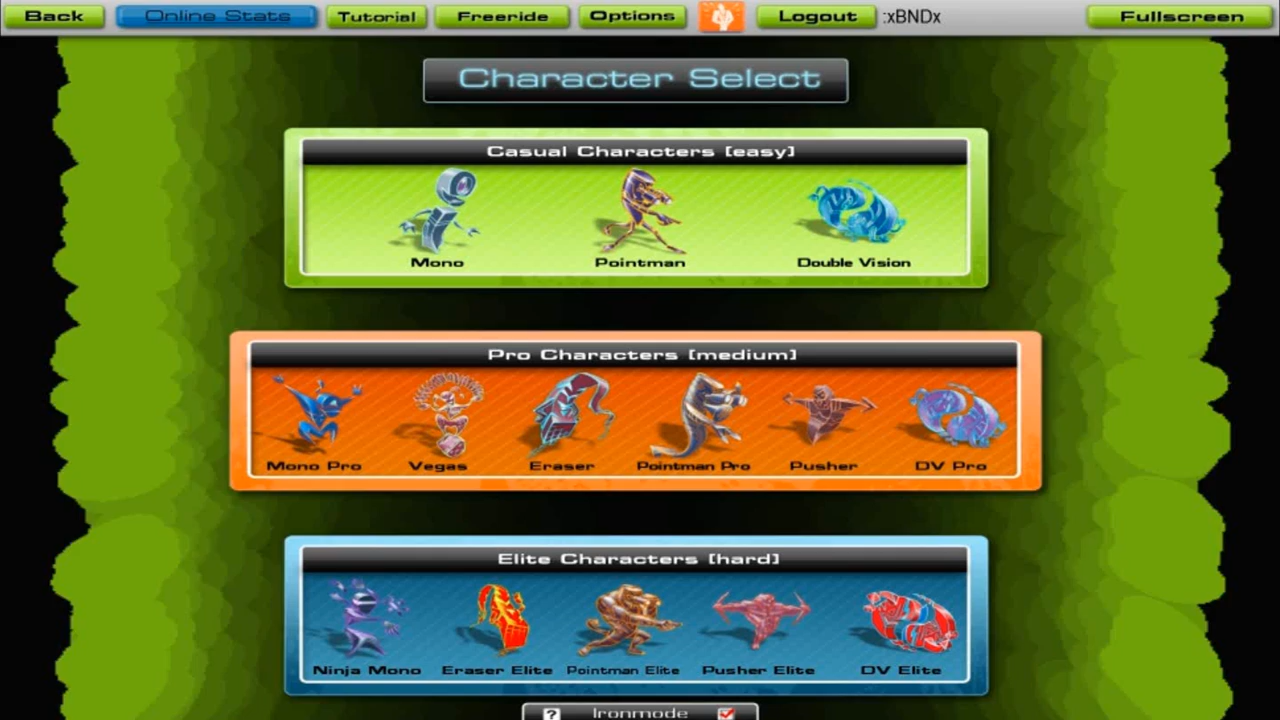 Back Online Stats Tutorial Freeride Options Logout :xBNDx Fullscreen
Character Select
Casual Characters [easy]
Mono Pointman Double Vision
Pro Characters [medium]
Mono Pro Vegas Eraser Pointman Pro Pusher DV Pro
Elite Characters [hard]
Ninja Mono Eraser Elite Pointman Elite Pusher Elite DV Elite
? Ironmode